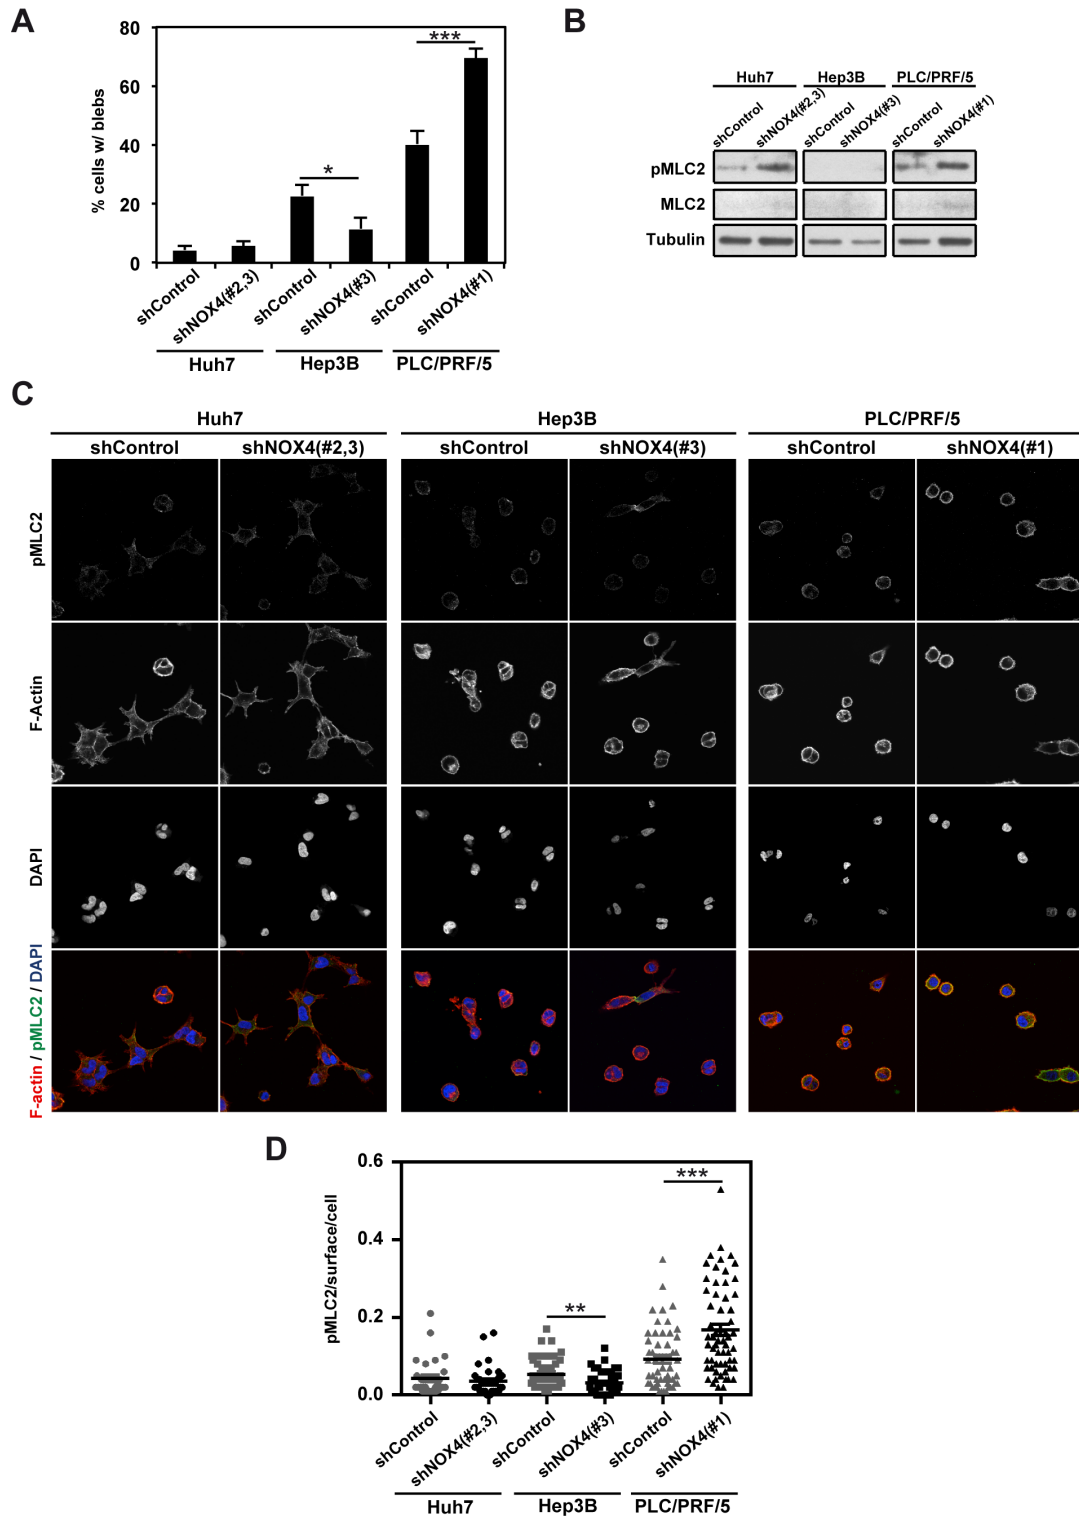 A
80
60
40
20
0
% cells w/ blebs
*
***
shControl
shNOX4(#2,3)
shControl
shNOX4(#3)
shControl
shNOX4(#1)
Huh7
Hep3B
PLC/PRF/5
B
Huh7
Hep3B
PLC/PRF/5
shControl
shNOX4(#2,3)
shControl
shNOX4(#3)
shControl
shNOX4(#1)
pMLC2
MLC2
Tubulin
C
Huh7
Hep3B
PLC/PRF/5
shControl
shNOX4(#2,3)
shControl
shNOX4(#3)
shControl
shNOX4(#1)
pMLC2
F-Actin
DAPI
F-actin / pMLC2 / DAPI
D
0.6
0.4
0.2
0.0
pMLC2/surface/cell
**
***
shControl
shNOX4(#2,3)
shControl
shNOX4(#3)
shControl
shNOX4(#1)
Huh7
Hep3B
PLC/PRF/5